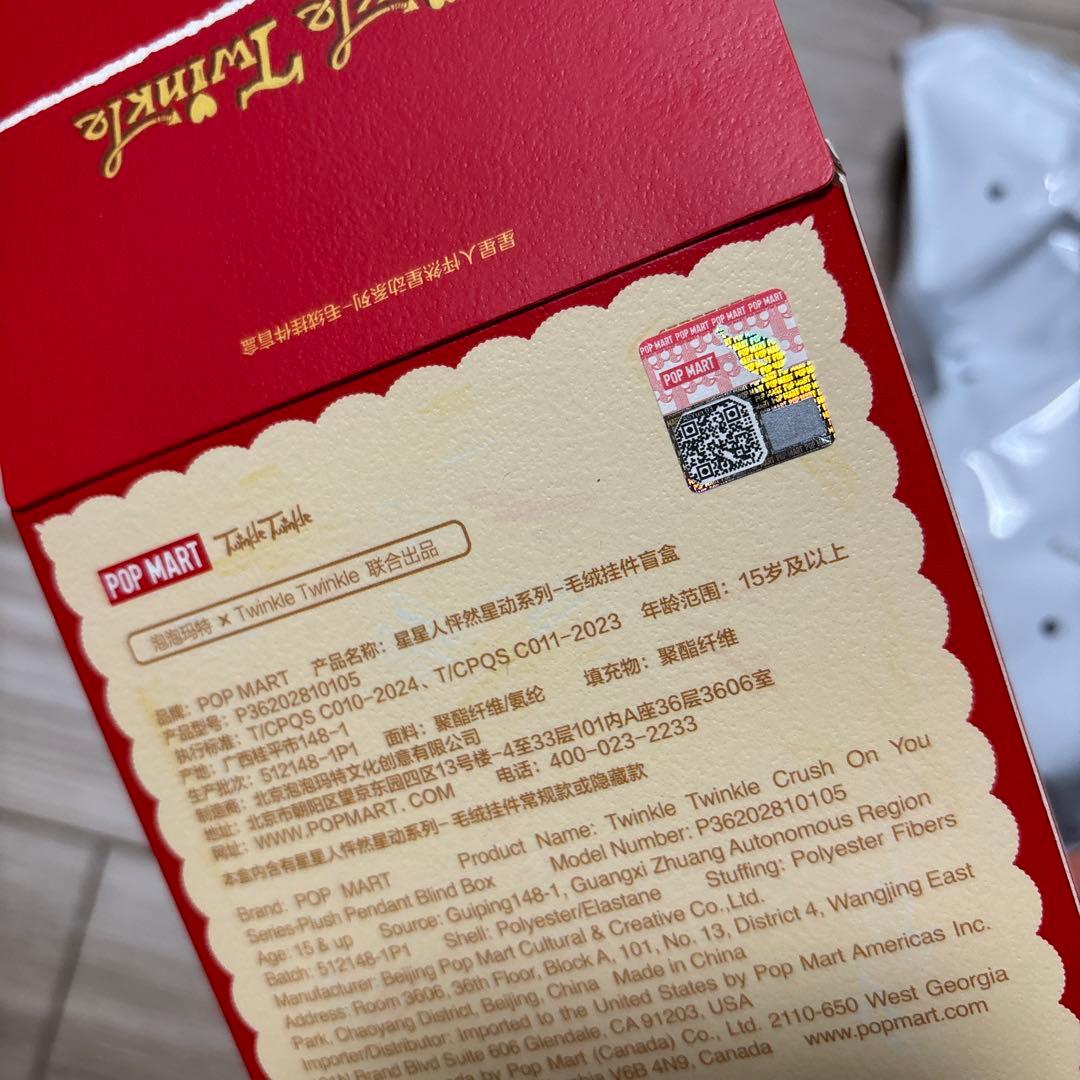 Twinkle Twinkle
星星人怦然星动系列-毛绒挂件盲盒
POP MART POP MART POP MART POP MART
POP MART
POP MART Twinkle Twinkle
泡泡玛特 × Twinkle Twinkle 联合出品
品牌: POP MART 产品名称: 星星人怦然星动系列-毛绒挂件盲盒
产品型号: P36202810105
执行标准: T/CPQS C010-2024、T/CPQS C011-2023 年龄范围: 15岁及以上
产地: 广西桂平市148-1
生产批次: 512148-1P1 面料: 聚酯纤维/氨纶 填充物: 聚酯纤维
制造商: 北京泡泡玛特文化创意有限公司
地址: 北京市朝阳区望京东园四区13号楼-4至33层101内A座36层3606室
网址: WWW.POPMART.COM 电话: 400-023-2233
本盒内含有星星人怦然星动系列-毛绒挂件常规款或隐藏款
Brand: POP MART Product Name: Twinkle Twinkle Crush On You
Series-Plush Pendant Blind Box Model Number: P36202810105
Age: 15 & up Source: Guiping148-1, Guangxi Zhuang Autonomous Region
Batch: 512148-1P1 Shell: Polyester/Elastane Stuffing: Polyester Fibers
Manufacturer: Beijing Pop Mart Cultural & Creative Co.,Ltd.
Address: Room 3606, 36th Floor, Block A, 101, No. 13, District 4, Wangjing East
Park, Chaoyang District, Beijing, China Made in China
Importer/Distributor: Imported to the United States by Pop Mart Americas Inc.
Brand Blvd Suite 606 Glendale, CA 91203, USA
by Pop Mart (Canada) Co., Ltd. 2110-650 West Georgia
V6B 4N9, Canada www.popmart.com